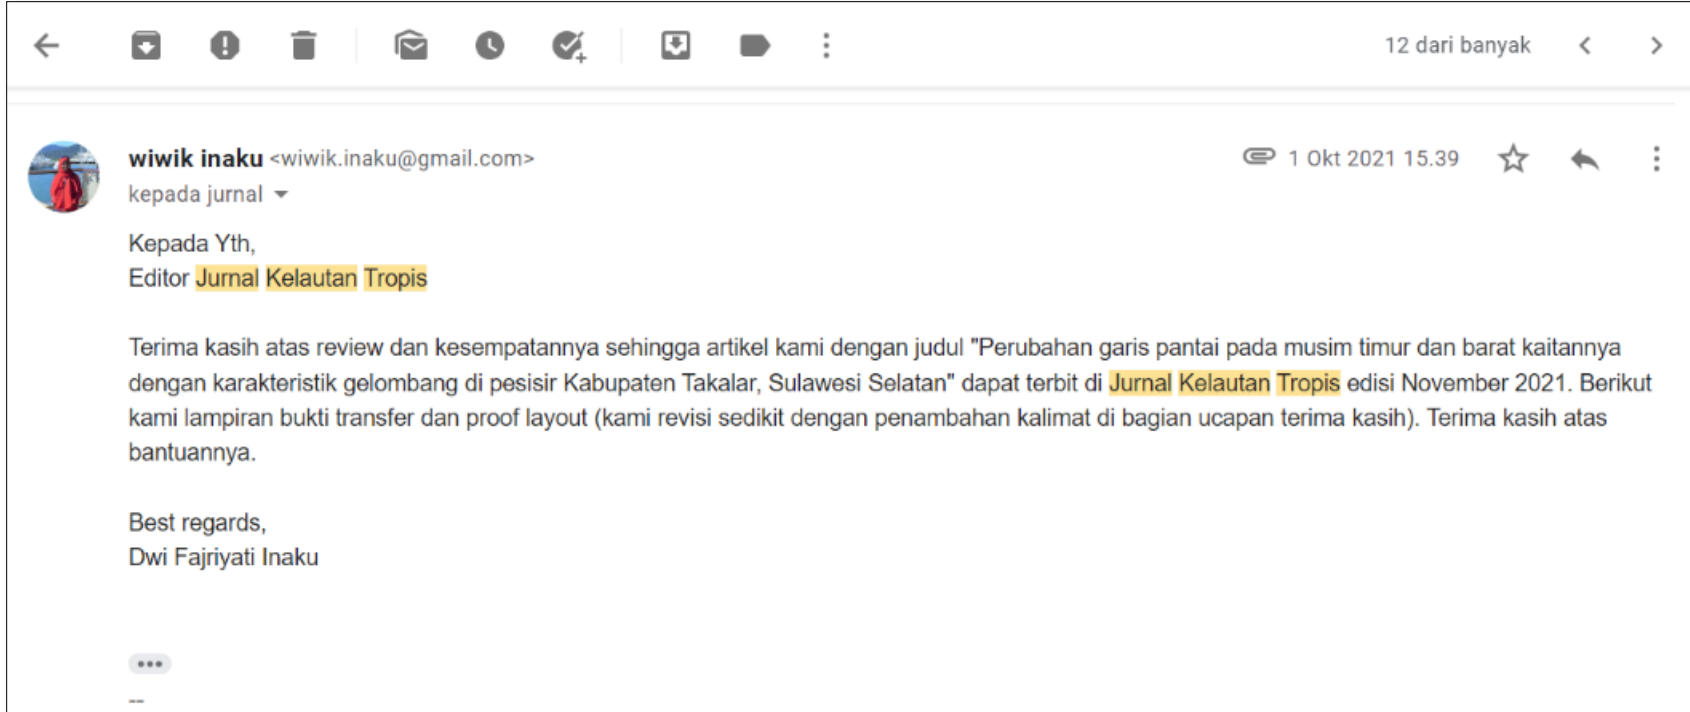 12 dari banyak
wiwik inaku <wiwik.inaku@gmail.com>
1 Okt 2021 15.39
kepada jurnal
Kepada Yth,
Editor Jurnal Kelautan Tropis
Terima kasih atas review dan kesempatannya sehingga artikel kami dengan judul "Perubahan garis pantai pada musim timur dan barat kaitannya
dengan karakteristik gelombang di pesisir Kabupaten Takalar, Sulawesi Selatan" dapat terbit di Jurnal Kelautan Tropis edisi November 2021. Berikut
kami lampiran bukti transfer dan proof layout (kami revisi sedikit dengan penambahan kalimat di bagian ucapan terima kasih). Terima kasih atas
bantuannya.
Best regards,
Dwi Fajriyati Inaku
--